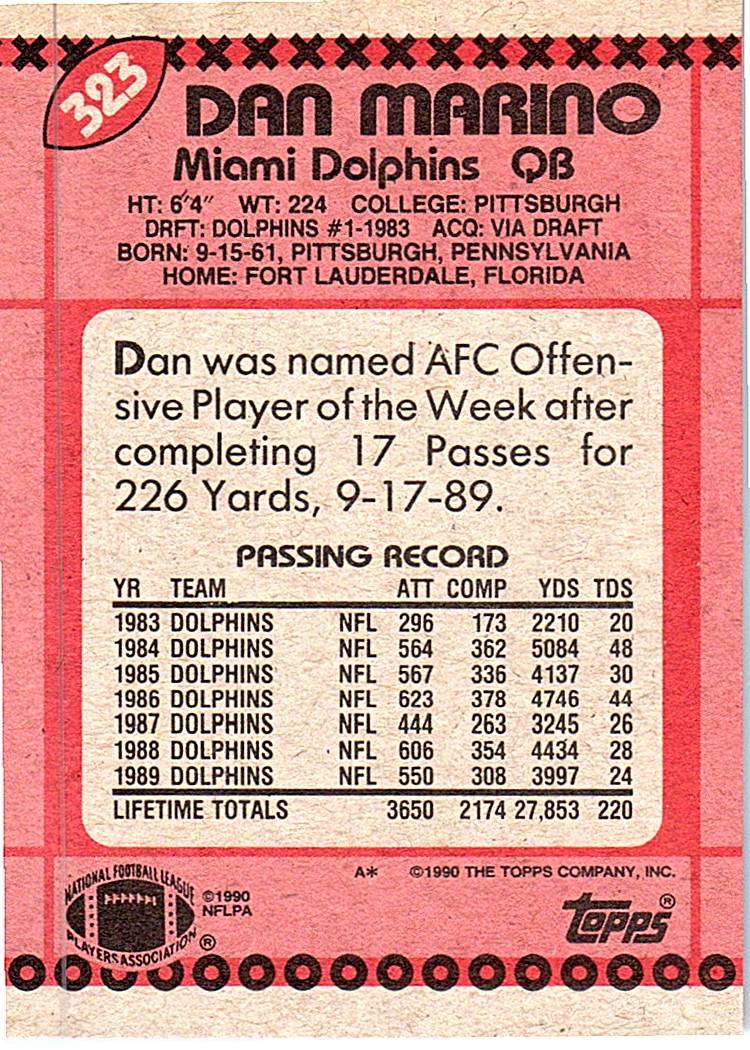 323
DAN MARINO
Miami Dolphins QB
HT: 6'4" WT: 224 COLLEGE: PITTSBURGH
DRFT: DOLPHINS #1-1983 ACQ: VIA DRAFT
BORN: 9-15-61, PITTSBURGH, PENNSYLVANIA
HOME: FORT LAUDERDALE, FLORIDA
Dan was named AFC Offen-
sive Player of the Week after
completing 17 Passes for
226 Yards, 9-17-89.
PASSING RECORD
YR TEAM ATT COMP YDS TDS
1983 DOLPHINS NFL 296 173 2210 20
1984 DOLPHINS NFL 564 362 5084 48
1985 DOLPHINS NFL 567 336 4137 30
1986 DOLPHINS NFL 623 378 4746 44
1987 DOLPHINS NFL 444 263 3245 26
1988 DOLPHINS NFL 606 354 4434 28
1989 DOLPHINS NFL 550 308 3997 24
LIFETIME TOTALS 3650 2174 27,853 220
A* ©1990 THE TOPPS COMPANY, INC.
NATIONAL FOOTBALL LEAGUE
PLAYERS ASSOCIATION ®
©1990
NFLPA
topps ®